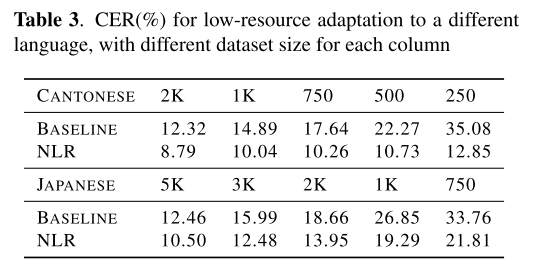 Table 3. CER(%) for low-resource adaptation to a different
language, with different dataset size for each column
CANTONESE 2K 1K 750 500 250
BASELINE 12.32 14.89 17.64 22.27 35.08
NLR 8.79 10.04 10.26 10.73 12.85
JAPANESE 5K 3K 2K 1K 750
BASELINE 12.46 15.99 18.66 26.85 33.76
NLR 10.50 12.48 13.95 19.29 21.81